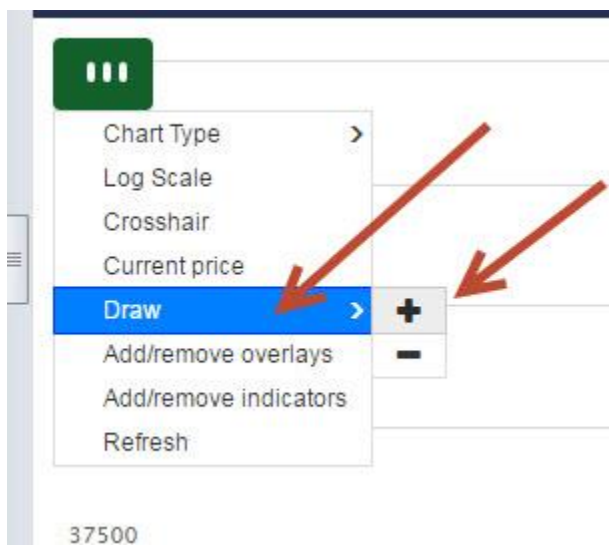 Chart Type
Log Scale
Crosshair
Current price
Draw
Add/remove overlays
Add/remove indicators
Refresh
37500